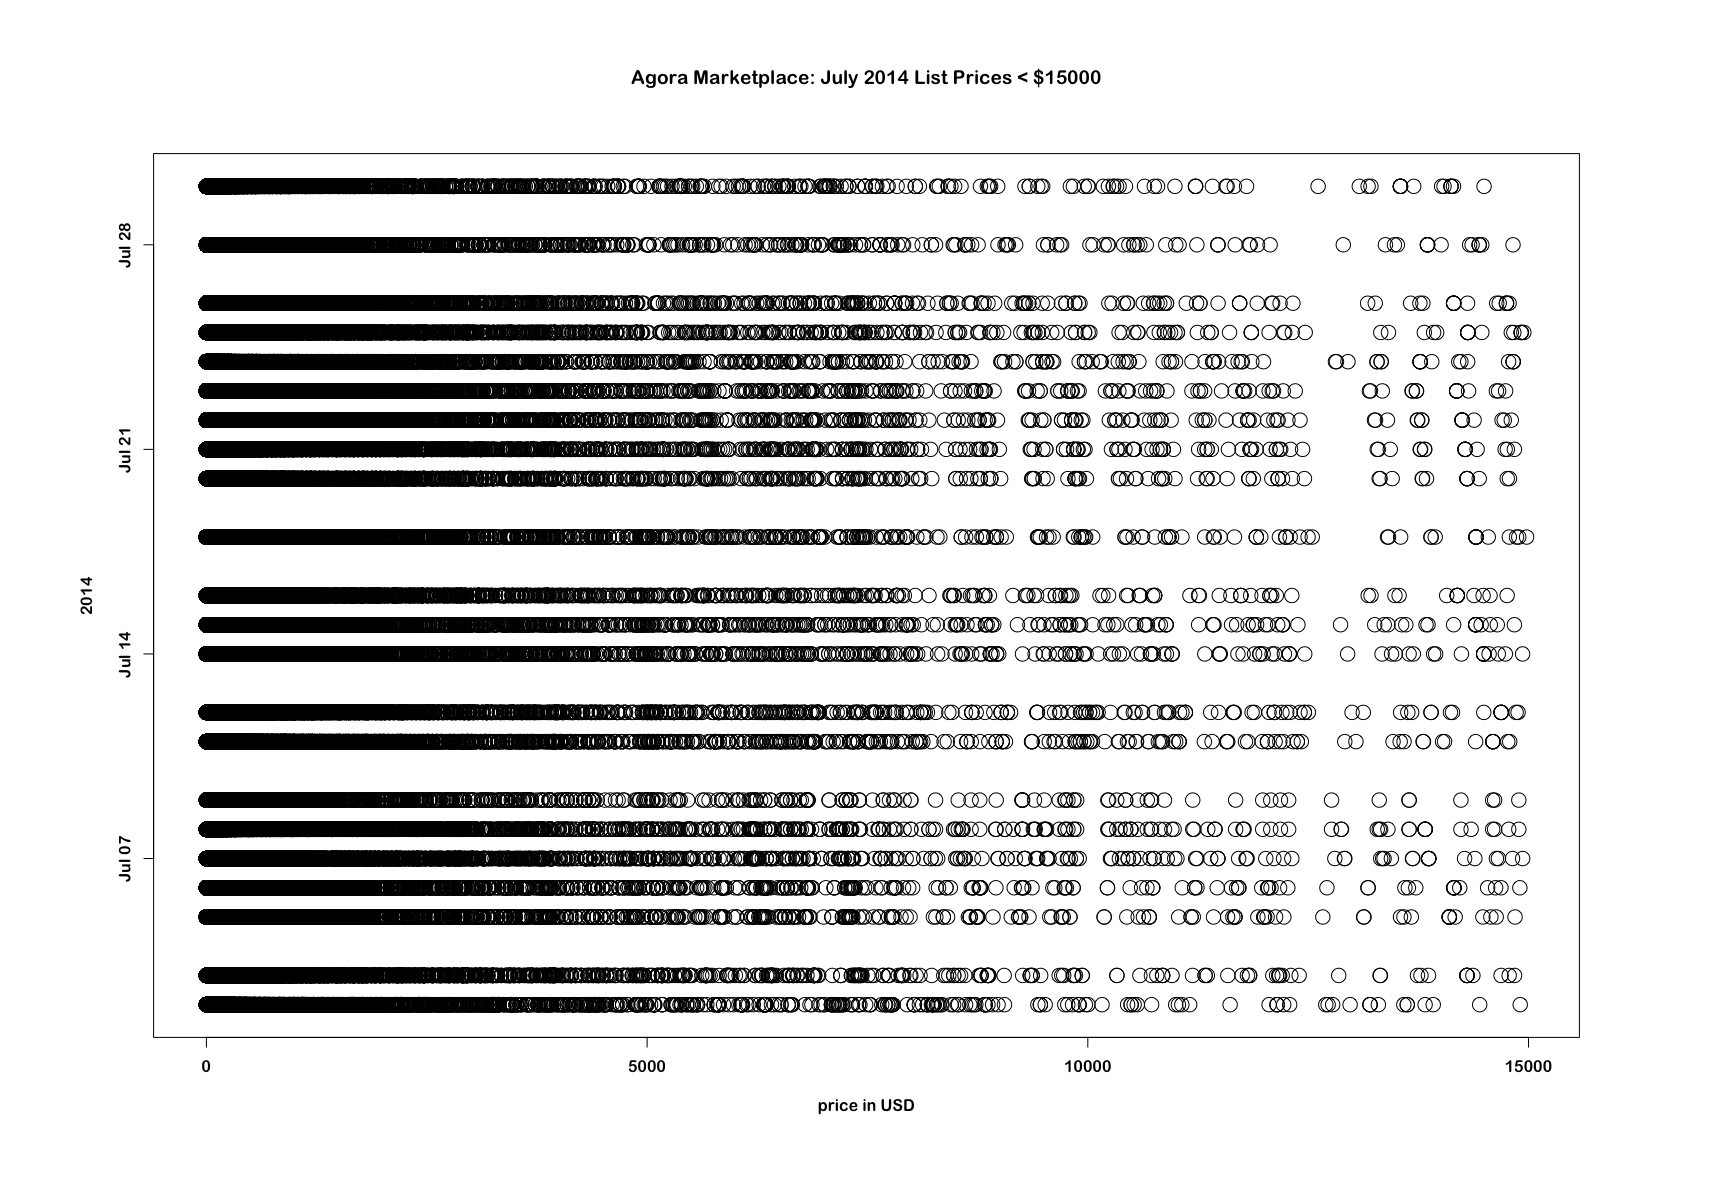 Agora Marketplace: July 2014 List Prices < $15000
Jul 28
Jul 21
2014
Jul 14
Jul 07
0 5000 10000 15000
price in USD